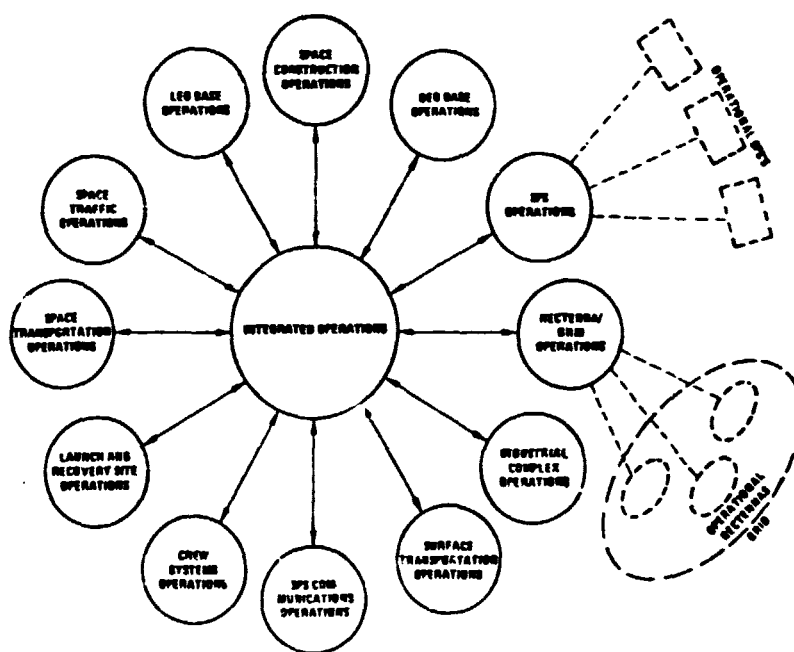 SPACE
CONSTRUCTION
OPERATIONS
LEO BASE
OPERATIONS
GEO BASE
OPERATIONS
SPACE
TRAFFIC
OPERATIONS
SPS
OPERATIONS
OPERATIONAL SPS'S
SPACE
TRANSPORTATION
OPERATIONS
INTEGRATED OPERATIONS
RECTENNA/
GRID
OPERATIONS
LAUNCH AND
RECOVERY SITE
OPERATIONS
INDUSTRIAL
COMPLEX
OPERATIONS
CREW
SYSTEMS
OPERATIONS
SPS COM
MUNICATIONS
OPERATIONS
SURFACE
TRANSPORTATION
OPERATIONS
OPERATIONAL
RECTENNAS
GRID